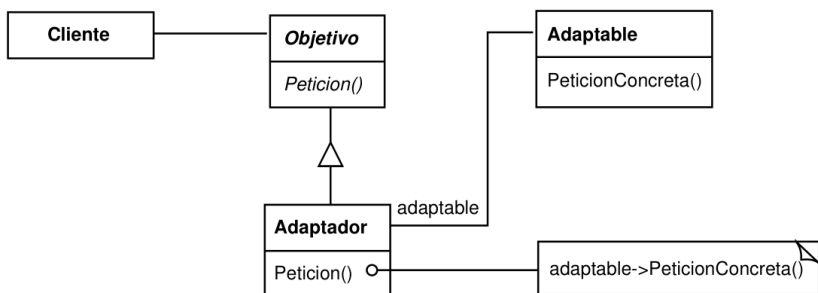 Cliente
Objetivo
Peticion()
Adaptable
PeticionConcreta()
adaptable
Adaptador
Peticion()
adaptable->PeticionConcreta()